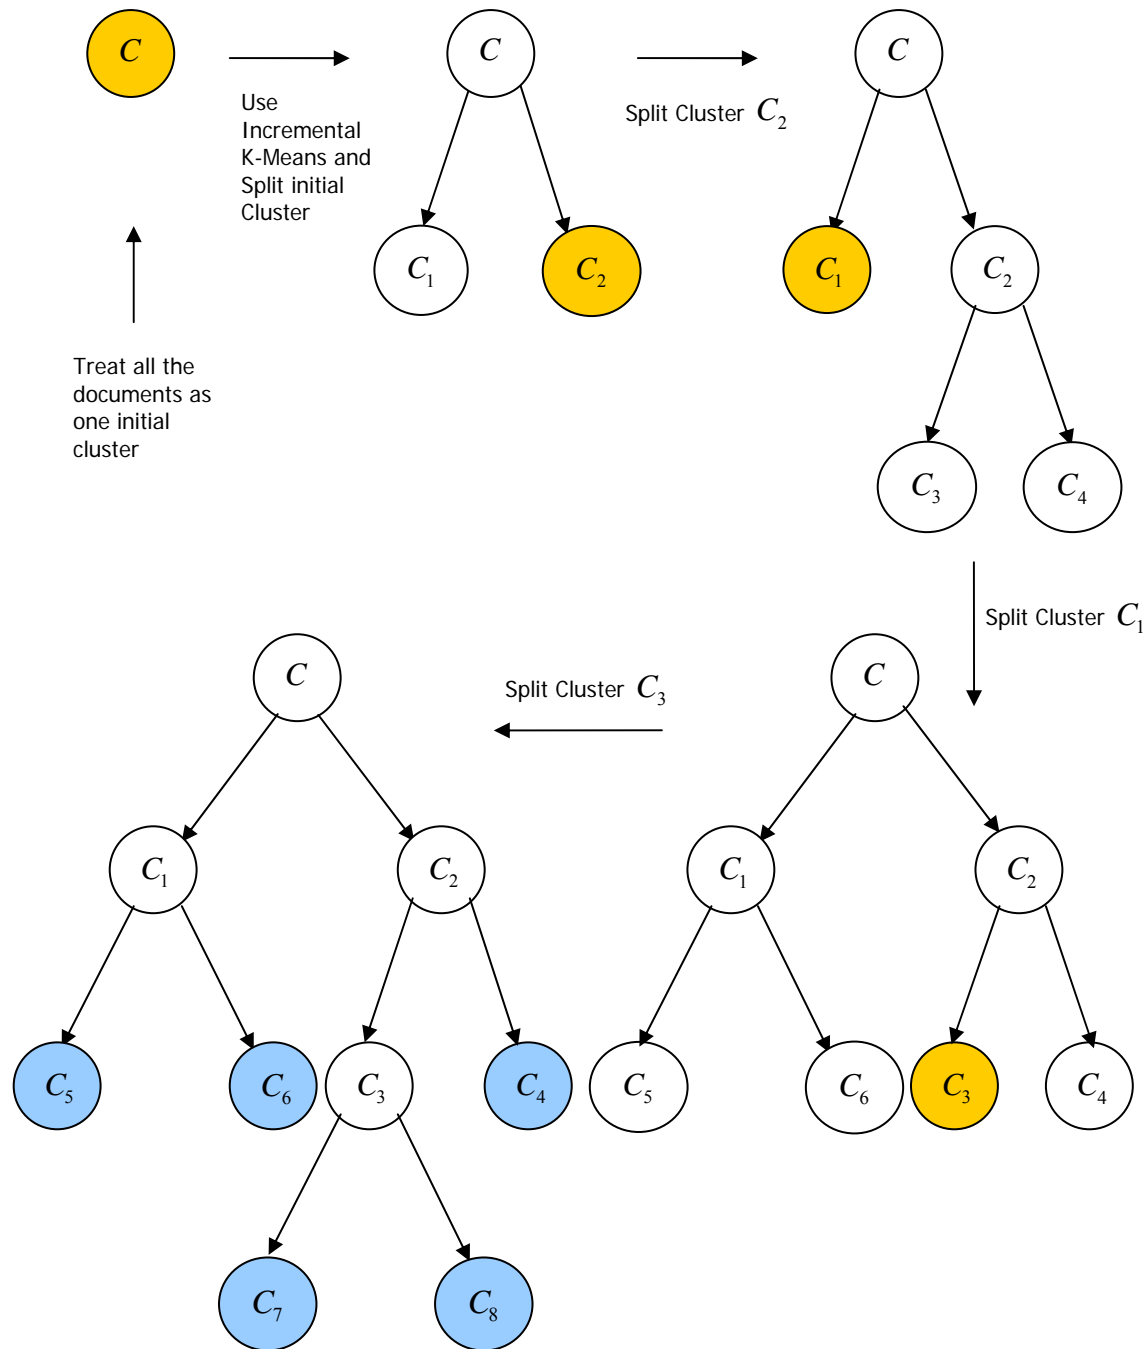 C
C
C
Use
Incremental
K-Means and
Split initial
Cluster
Split Cluster C₂
C₁
C₂
C₁
C₂
Treat all the
documents as
one initial
cluster
C₃
C₄
Split Cluster C₁
C
Split Cluster C₃
C
C₁
C₂
C₁
C₂
C₅
C₆
C₃
C₄
C₅
C₆
C₃
C₄
C₇
C₈